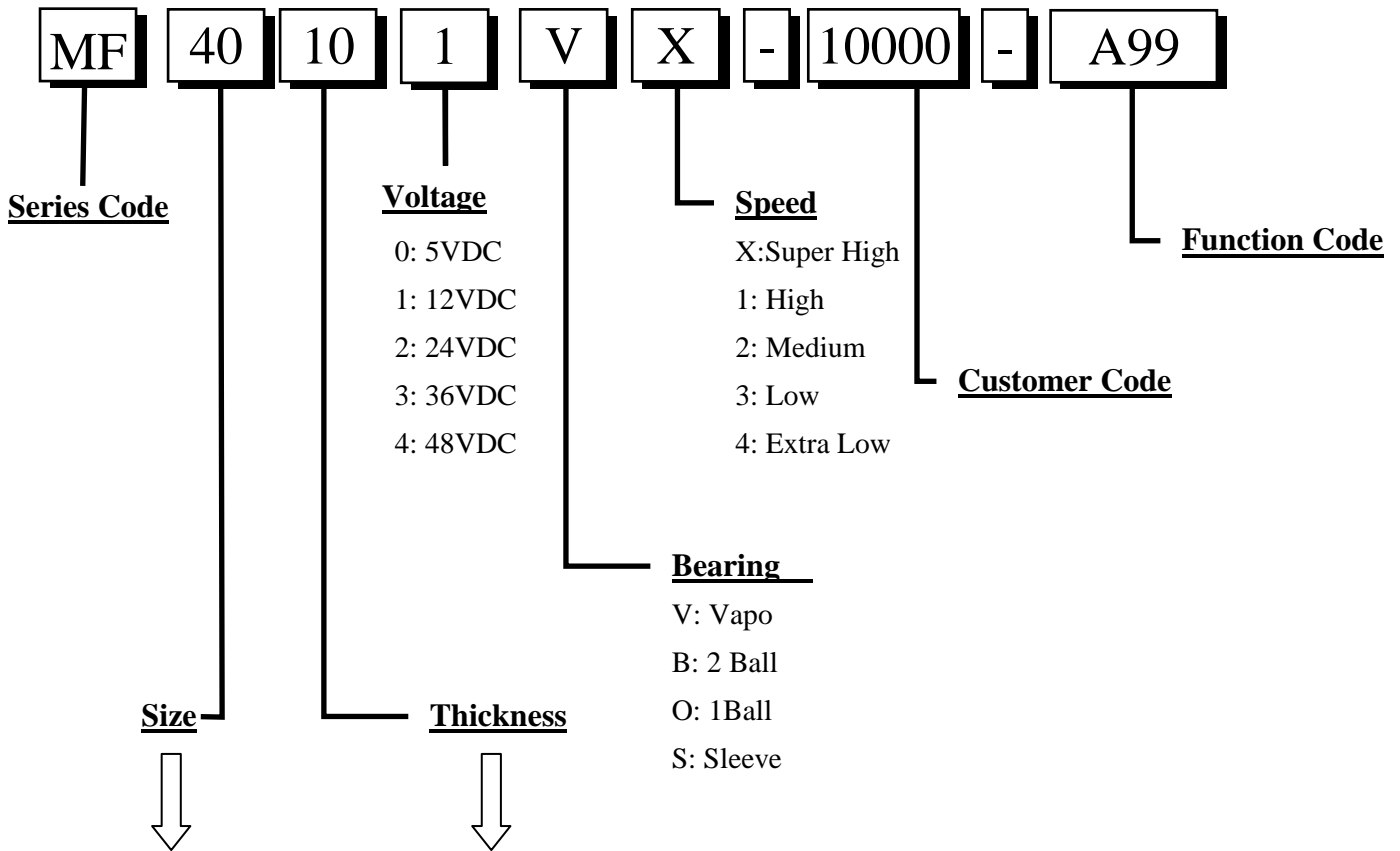 MF 40 10 1 V X - 10000 - A99
Series Code
Voltage
0: 5VDC
1: 12VDC
2: 24VDC
3: 36VDC
4: 48VDC
Speed
X:Super High
1: High
2: Medium
3: Low
4: Extra Low
Function Code
Customer Code
Bearing
V: Vapo
B: 2 Ball
O: 1Ball
S: Sleeve
Size
Thickness